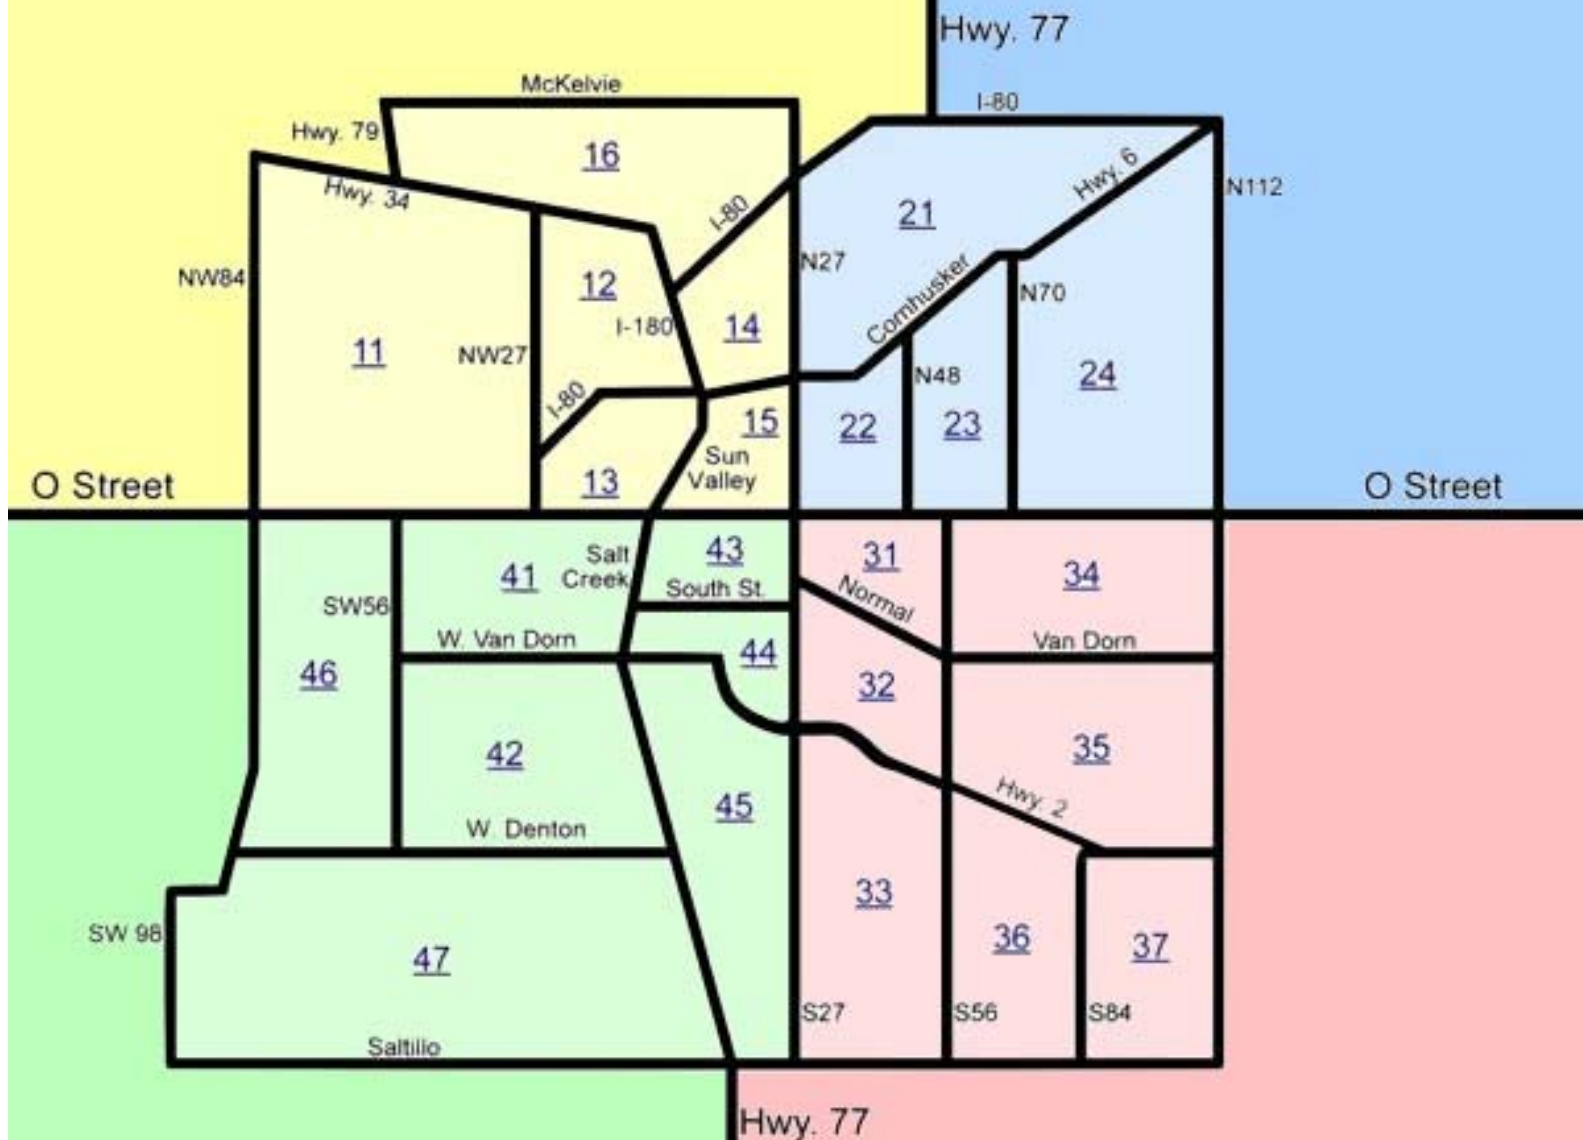 Hwy. 77
McKelvie
I-80
Hwy. 79
16
Hwy. 6
Hwy. 34
N112
I-80
21
NW84
12
N27
Cornhusker
N70
I-180
14
11
NW27
N48
24
I-80
15
22
23
Sun
Valley
13
O Street
O Street
43
Salt
Creek
31
41
South St.
34
Normal
SW56
W. Van Dorn
Van Dorn
44
46
32
42
35
Hwy. 2
45
W. Denton
33
SW 98
36
37
47
S27
S56
S84
Saltillo
Hwy. 77